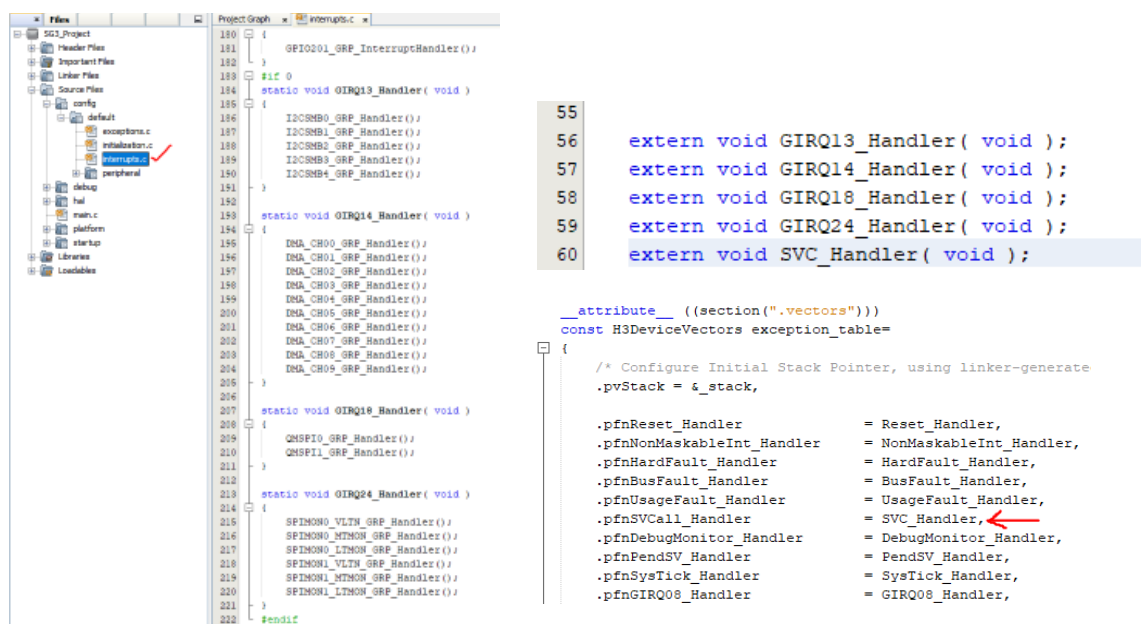 Files
SG3_Project
Header Files
Important Files
Linker Files
Source Files
config
default
exceptions.c
initialization.c
interrupts.c
peripheral
debug
hal
main.c
platform
startup
Libraries
Loadables
Project Graph interrupts.c
180 {
181 GPIO201_GRP_InterruptHandler();
182 }
183 #if 0
184 static void GIRQ13_Handler( void )
185 {
186 I2CSMB0_GRP_Handler();
187 I2CSMB1_GRP_Handler();
188 I2CSMB2_GRP_Handler();
189 I2CSMB3_GRP_Handler();
190 I2CSMB4_GRP_Handler();
191 }
192
193 static void GIRQ14_Handler( void )
194 {
195 DMA_CH00_GRP_Handler();
196 DMA_CH01_GRP_Handler();
197 DMA_CH02_GRP_Handler();
198 DMA_CH03_GRP_Handler();
199 DMA_CH04_GRP_Handler();
200 DMA_CH05_GRP_Handler();
201 DMA_CH06_GRP_Handler();
202 DMA_CH07_GRP_Handler();
203 DMA_CH08_GRP_Handler();
204 DMA_CH09_GRP_Handler();
205 }
206
207 static void GIRQ18_Handler( void )
208 {
209 QMSPI0_GRP_Handler();
210 QMSPI1_GRP_Handler();
211 }
212
213 static void GIRQ24_Handler( void )
214 {
215 SPIMON0_VLTN_GRP_Handler();
216 SPIMON0_MTMON_GRP_Handler();
217 SPIMON0_LTMON_GRP_Handler();
218 SPIMON1_VLTN_GRP_Handler();
219 SPIMON1_MTMON_GRP_Handler();
220 SPIMON1_LTMON_GRP_Handler();
221 }
222 #endif
55
56 extern void GIRQ13_Handler( void );
57 extern void GIRQ14_Handler( void );
58 extern void GIRQ18_Handler( void );
59 extern void GIRQ24_Handler( void );
60 extern void SVC_Handler( void );
__attribute__ ((section(".vectors")))
const H3DeviceVectors exception_table=
{
/* Configure Initial Stack Pointer, using linker-generate
.pvStack = &_stack,
.pfnReset_Handler = Reset_Handler,
.pfnNonMaskableInt_Handler = NonMaskableInt_Handler,
.pfnHardFault_Handler = HardFault_Handler,
.pfnBusFault_Handler = BusFault_Handler,
.pfnUsageFault_Handler = UsageFault_Handler,
.pfnSVCall_Handler = SVC_Handler,
.pfnDebugMonitor_Handler = DebugMonitor_Handler,
.pfnPendSV_Handler = PendSV_Handler,
.pfnSysTick_Handler = SysTick_Handler,
.pfnGIRQ08_Handler = GIRQ08_Handler,